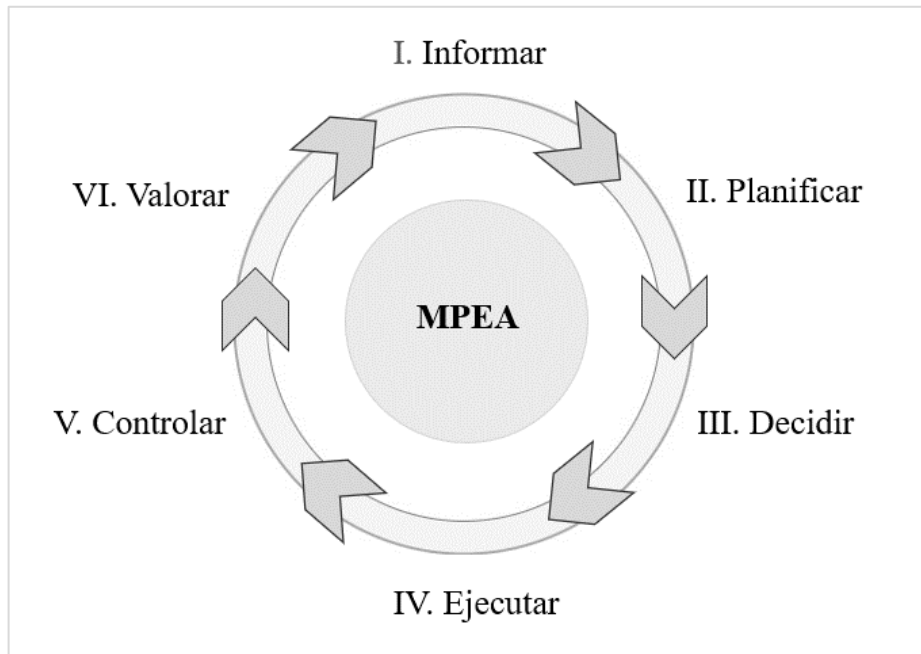 I. Informar
II. Planificar
III. Decidir
IV. Ejecutar
V. Controlar
VI. Valorar
MPEA